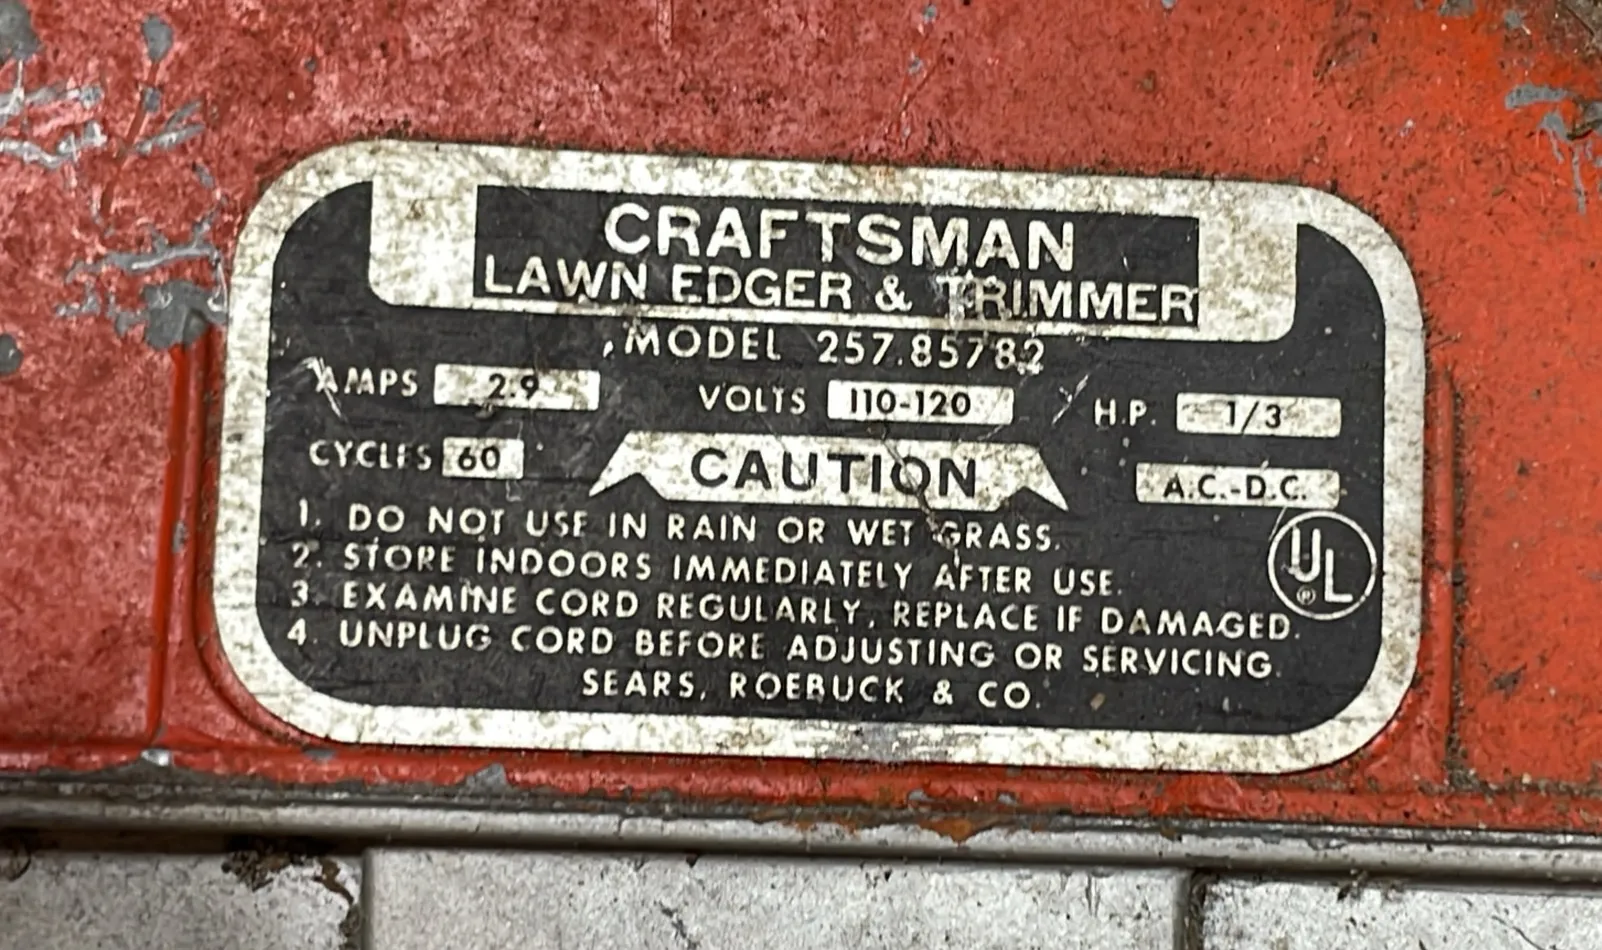 CRAFTSMAN
LAWN EDGER & TRIMMER
MODEL 257.85782
AMPS 2.9 VOLTS 110-120 H.P. 1/3
CYCLES 60 CAUTION A.C.-D.C.
1. DO NOT USE IN RAIN OR WET GRASS.
2. STORE INDOORS IMMEDIATELY AFTER USE.
3. EXAMINE CORD REGULARLY, REPLACE IF DAMAGED.
4. UNPLUG CORD BEFORE ADJUSTING OR SERVICING.
SEARS, ROEBUCK & CO.
UL ®